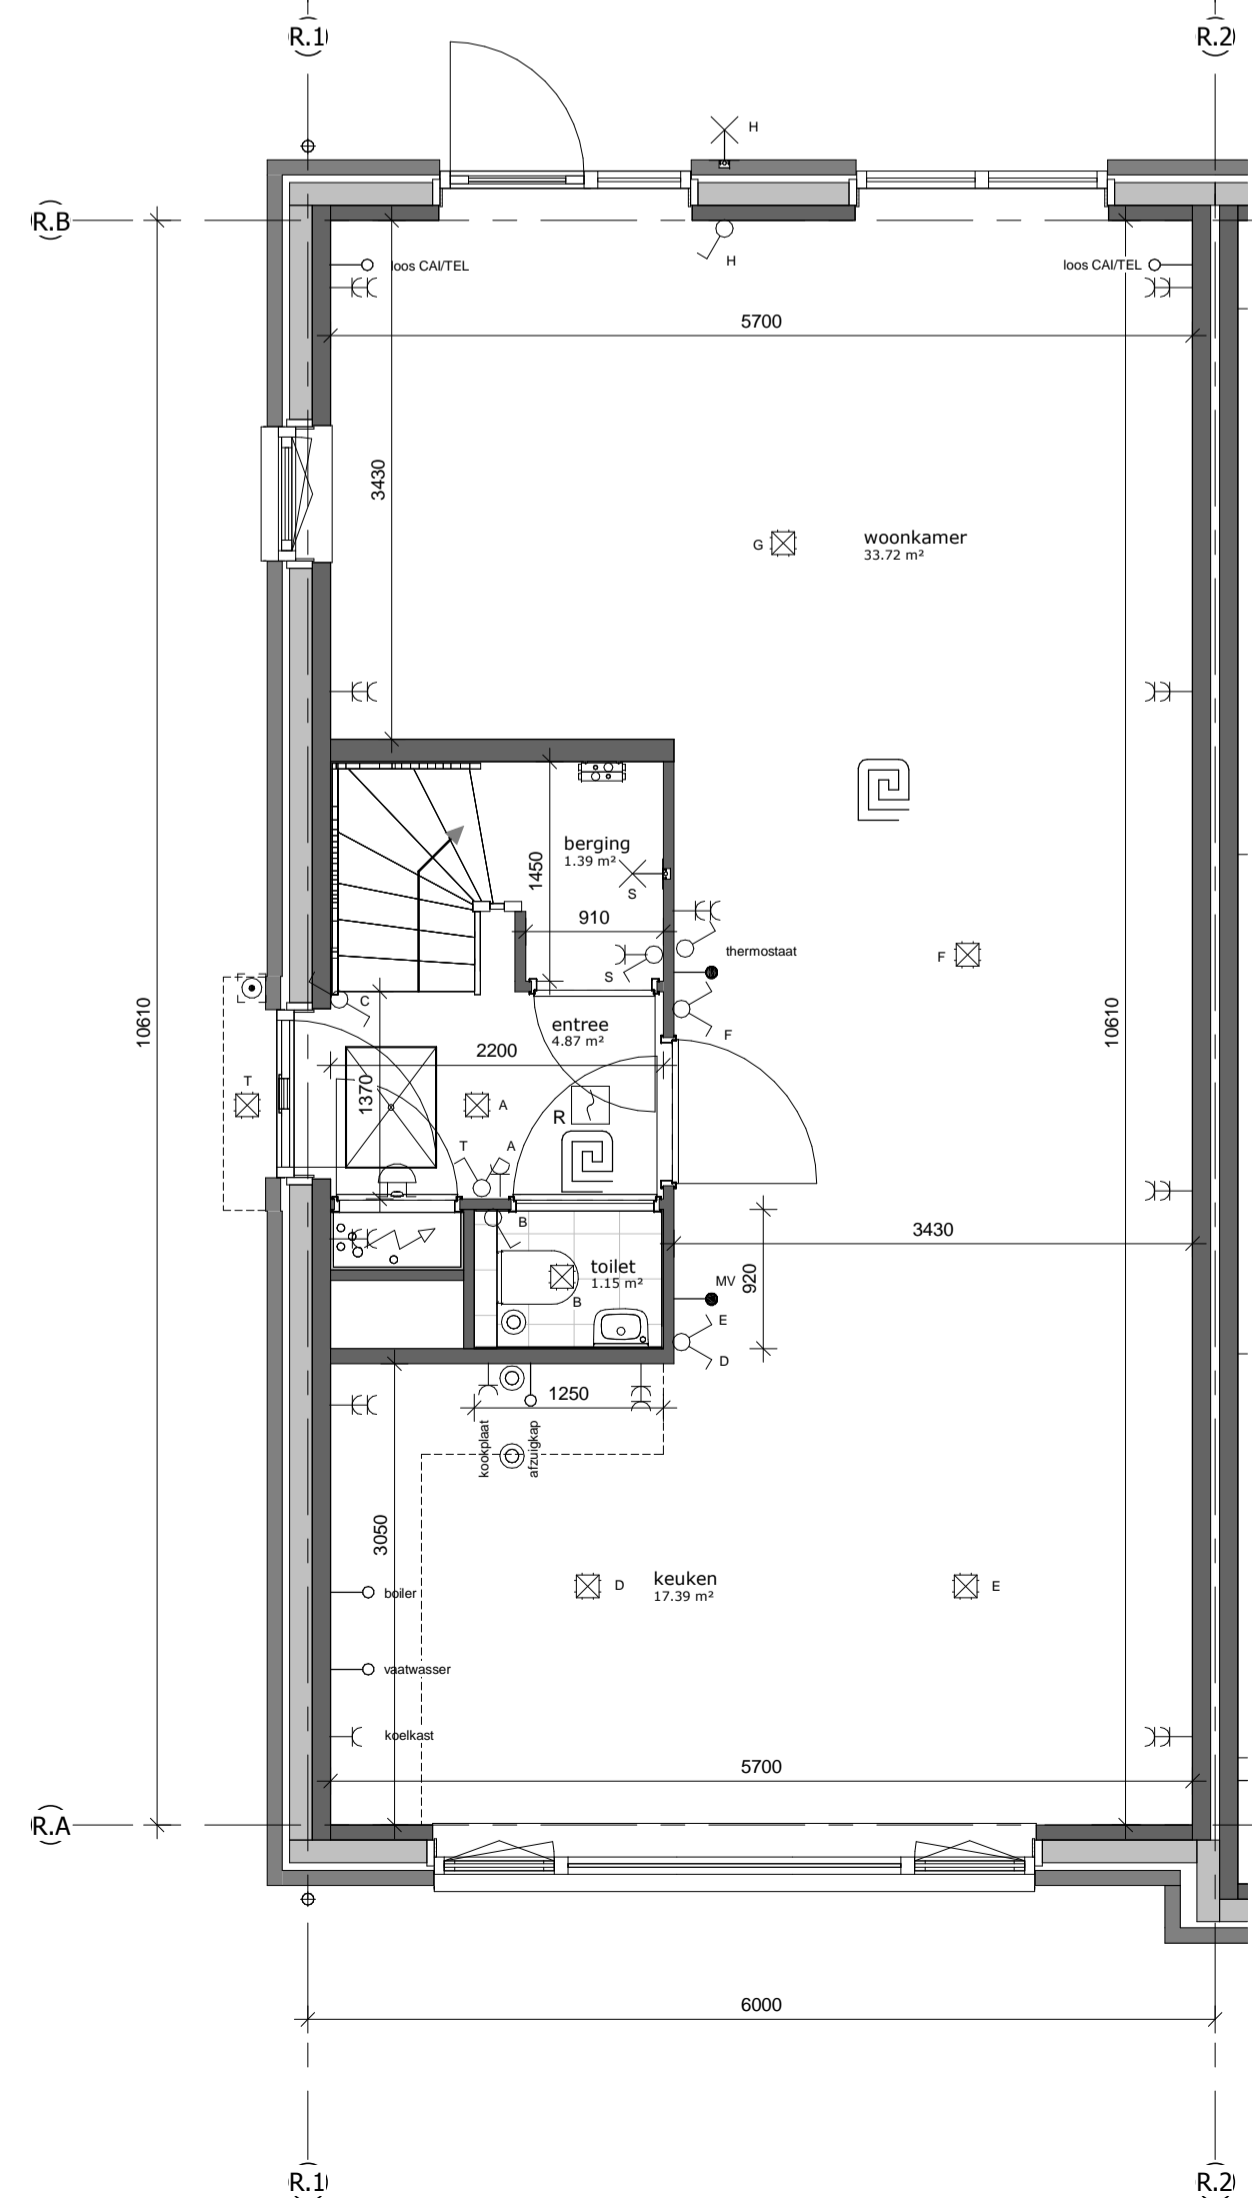 R.1
R.2
H
R.B
H
loos CAI/TEL
loos CAI/TEL
5700
3430
G
woonkamer
33.72 m²
berging
1.39 m²
1450
S
910
thermostaat
F
S
C
F
10610
10610
entree
4.87 m²
2200
T
1370
A
R
T
A
B
3430
toilet
1.15 m²
920
MV
B
E
D
1250
kookplaat
afzuigkap
3050
D
keuken
17.39 m²
E
boiler
vaatwasser
koelkast
5700
R.A
6000
R.1
R.2